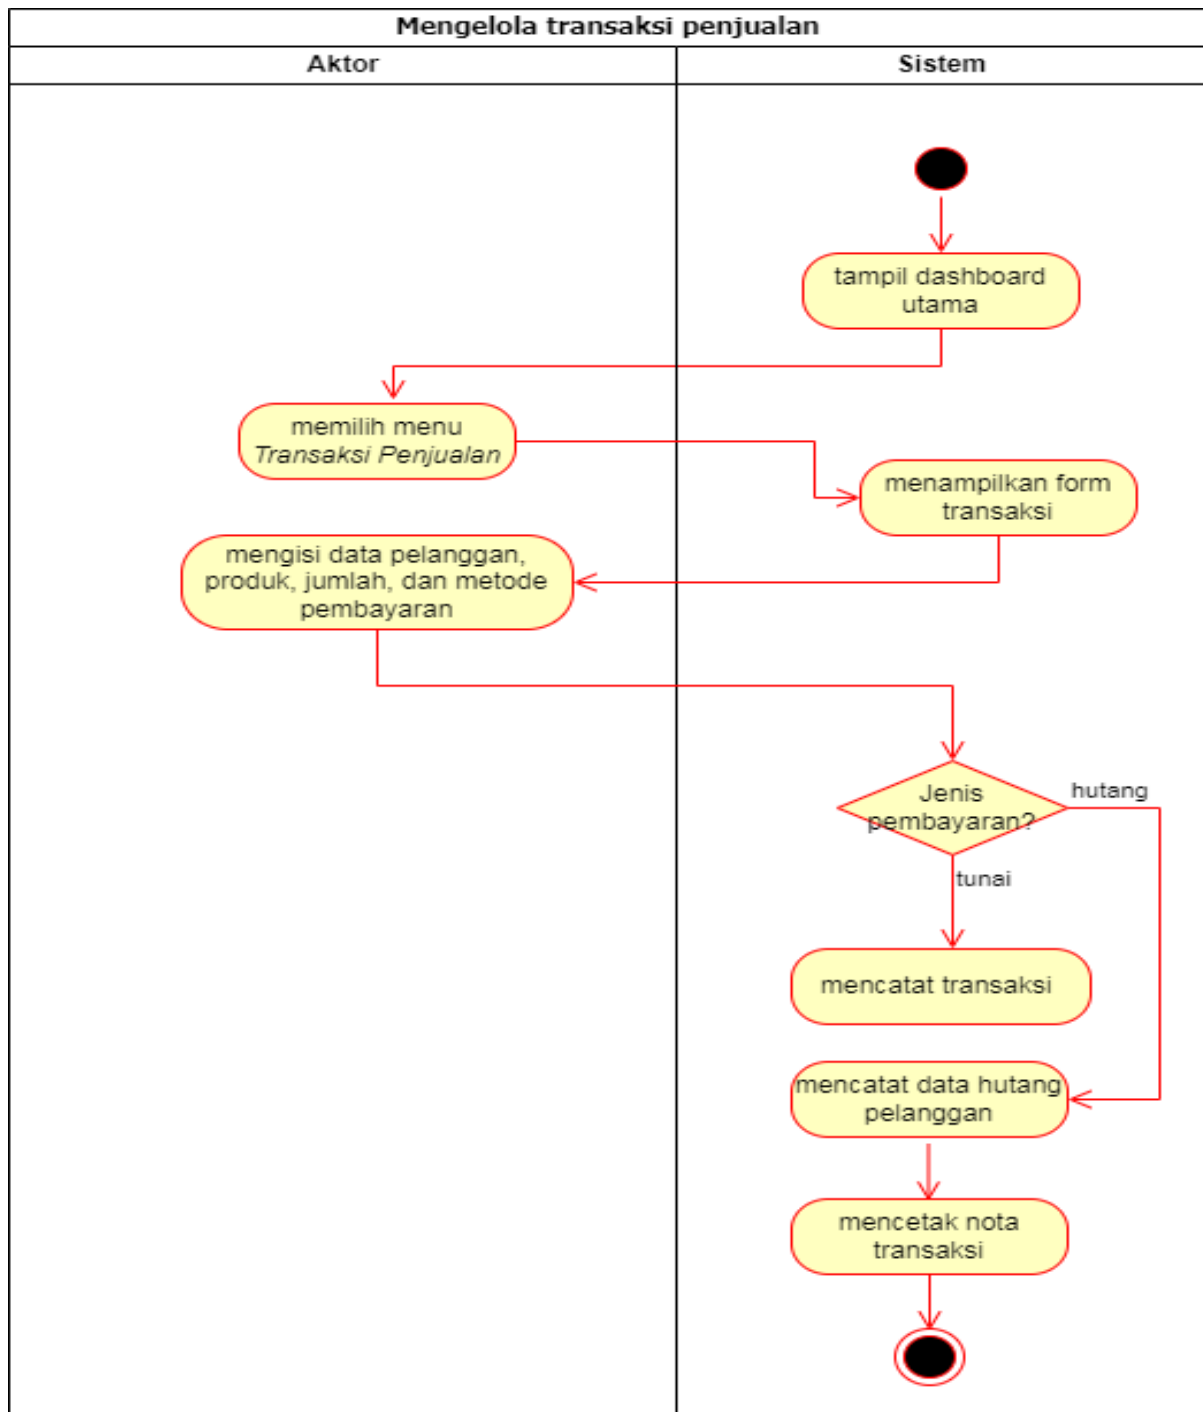 Mengelola transaksi penjualan
Aktor
Sistem
tampil dashboard
utama
memilih menu
Transaksi Penjualan
menampilkan form
transaksi
mengisi data pelanggan,
produk, jumlah, dan metode
pembayaran
Jenis
pembayaran?
hutang
tunai
mencatat transaksi
mencatat data hutang
pelanggan
mencetak nota
transaksi